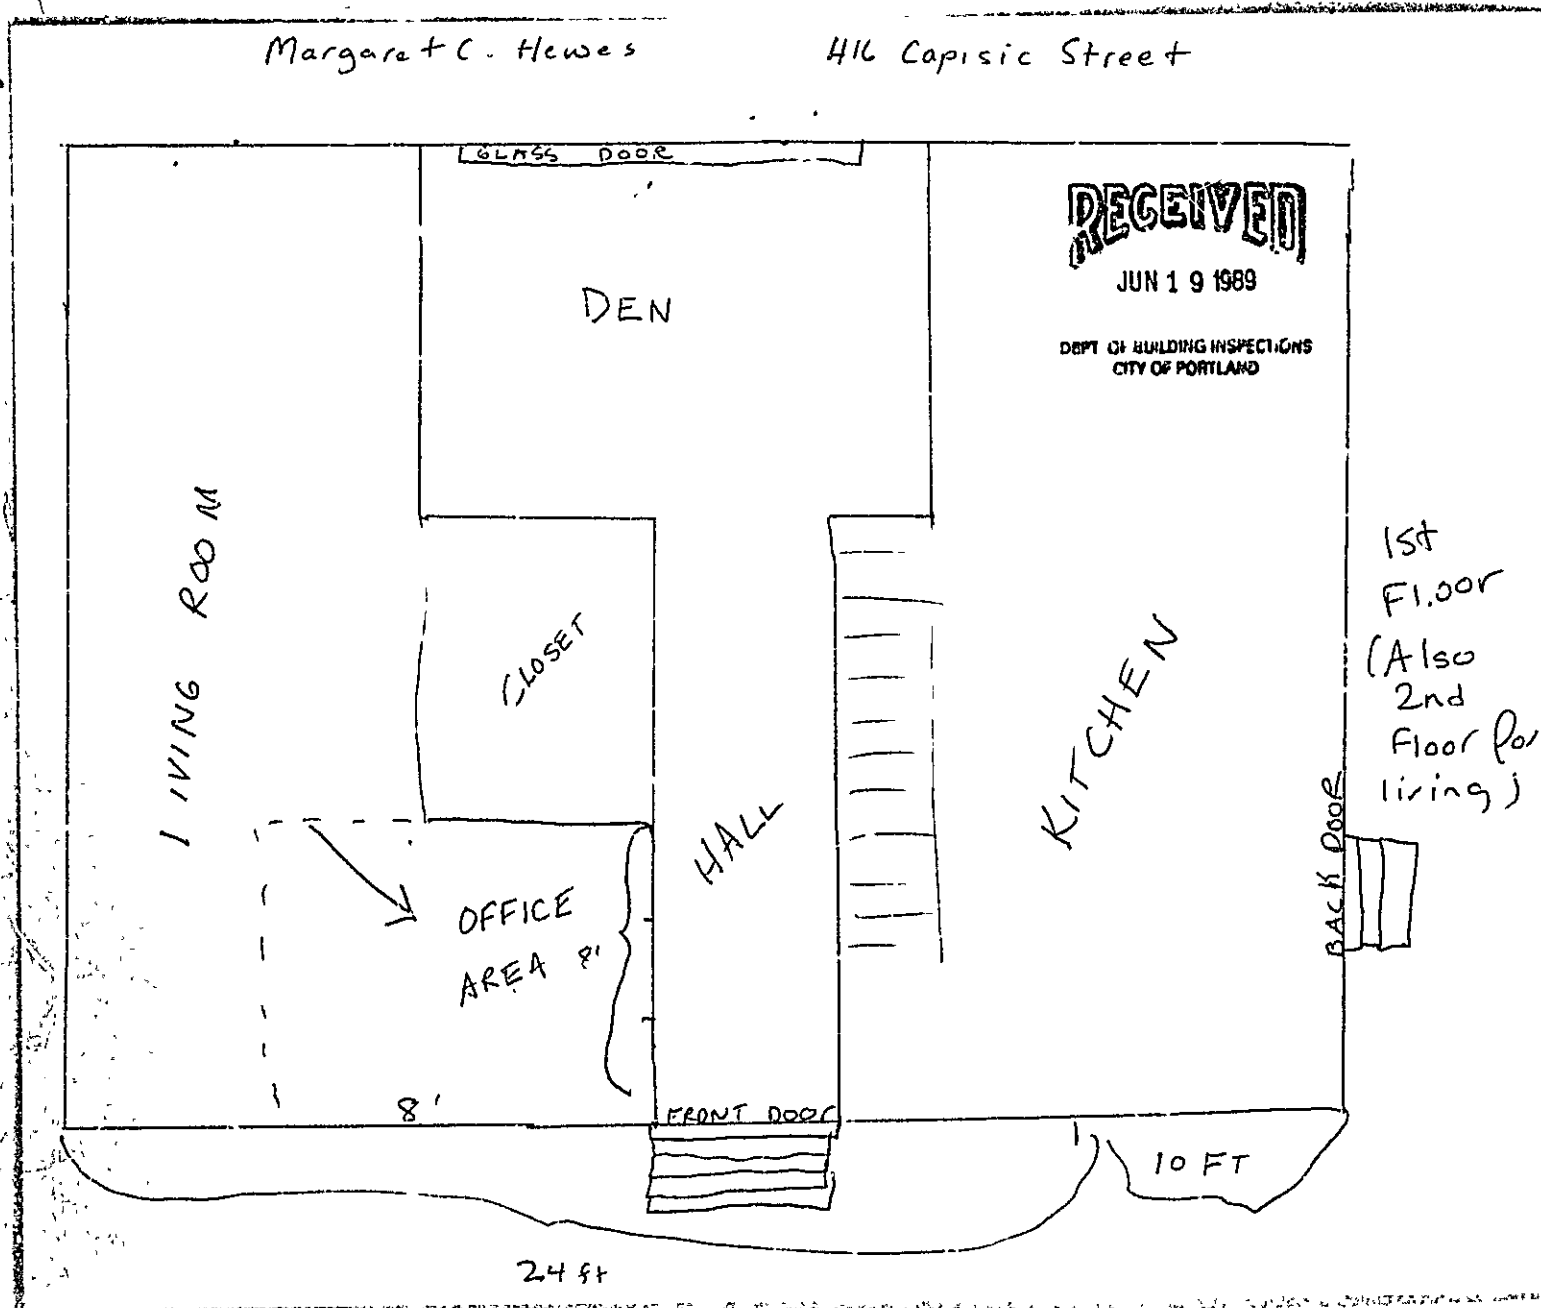 Margaret C. Hewes
416 Capisic Street
GLASS DOOR
RECEIVED
JUN 19 1989
DEPT OF BUILDING INSPECTIONS
CITY OF PORTLAND
DEN
LIVING ROOM
CLOSET
HALL
KITCHEN
1st
Floor
(Also
2nd
Floor for
living)
BACK DOOR
OFFICE
AREA 8'
8'
FRONT DOOR
10 FT
24 ft